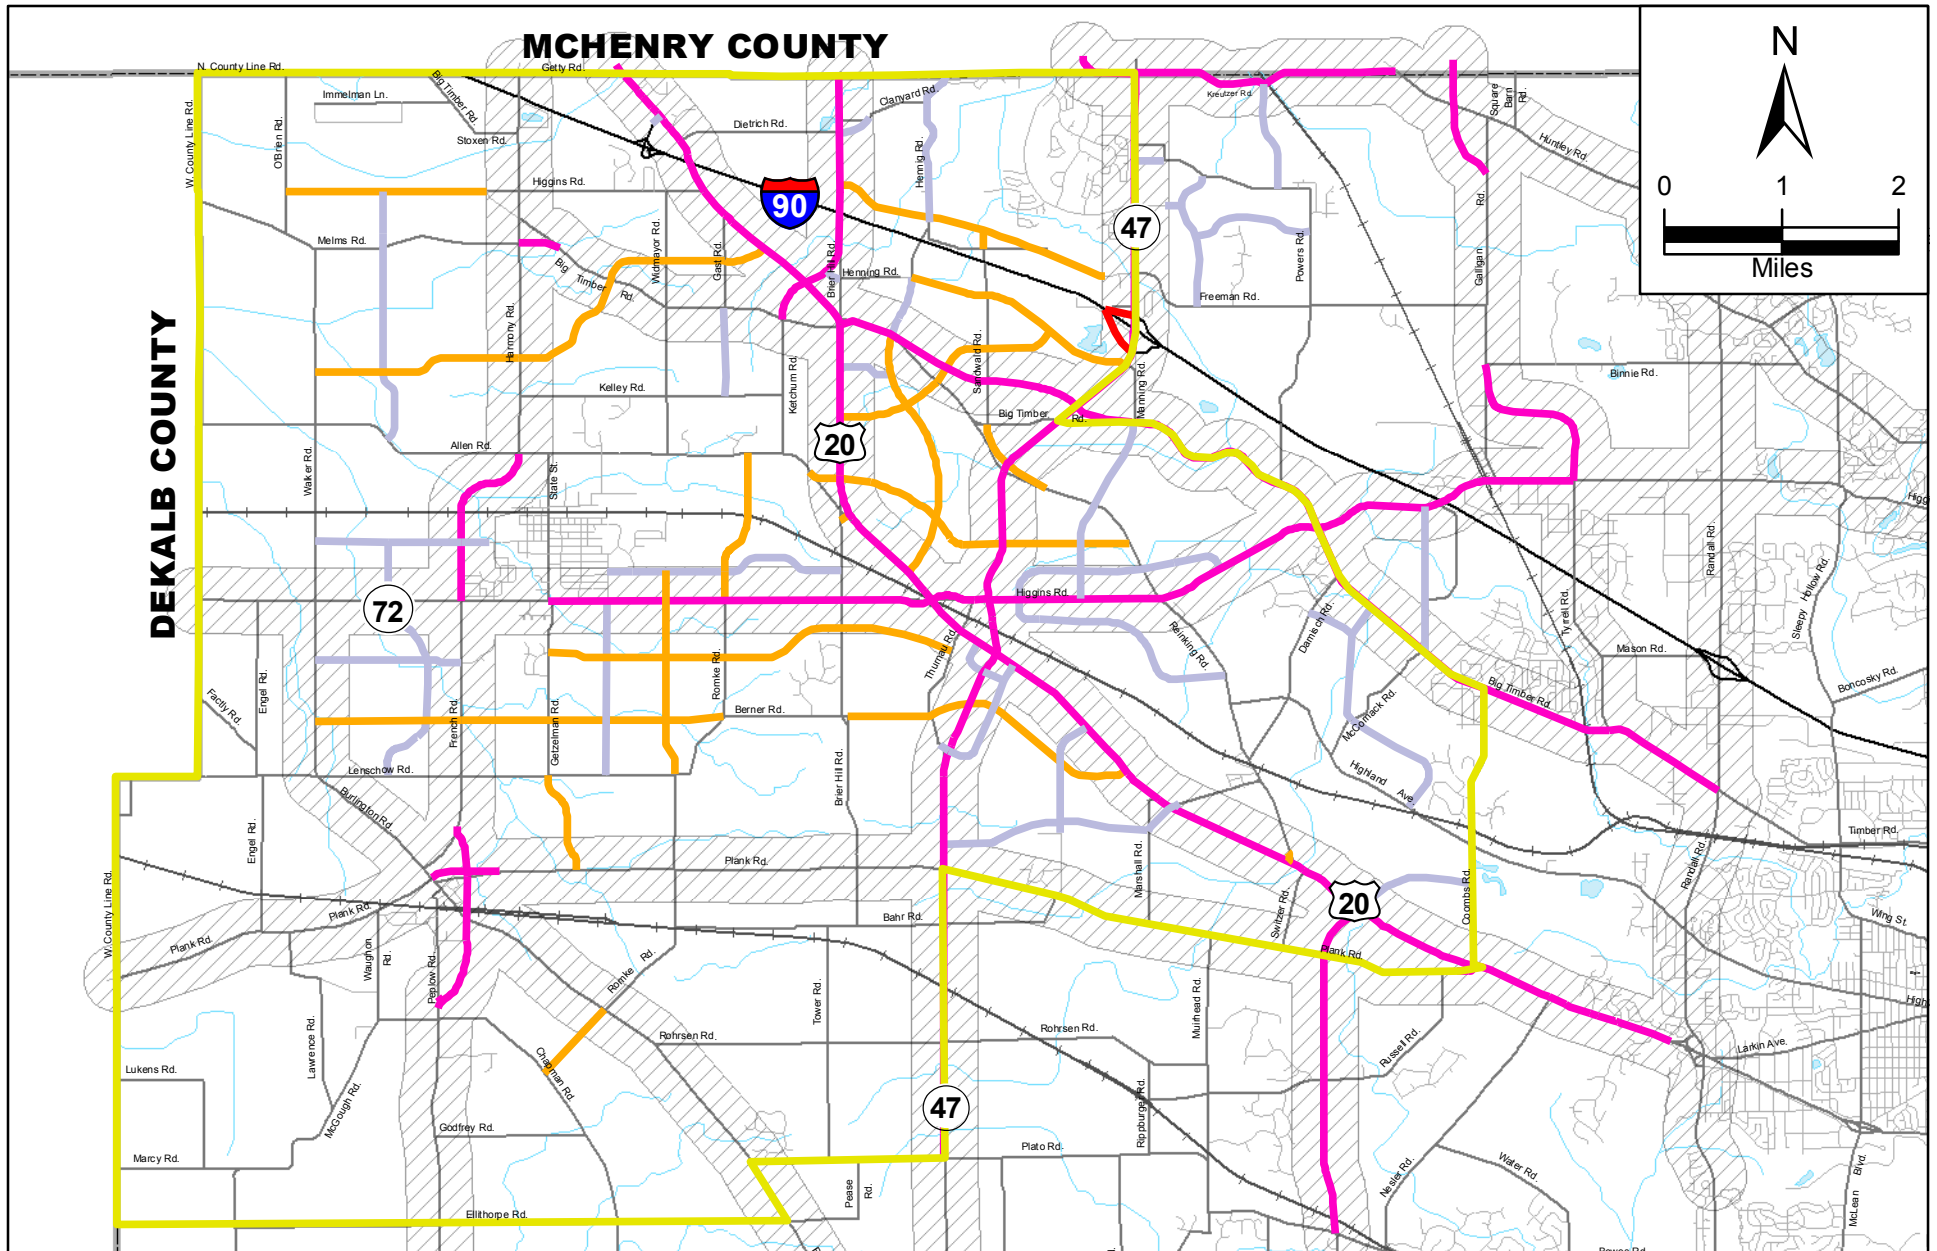 MCHENRY COUNTY
N
0 1 2
Miles
N. County Line Rd.
Getty Rd.
Big Timber Rd.
Immelman Ln.
Clanyard Rd.
Kreutzer Rd.
Square
Barn
Rd.
W. County Line Rd.
O'Brien Rd.
Stoxen Rd.
Dietrich Rd.
Hennig Rd.
Huntley Rd.
Higgins Rd.
90
47
Melms Rd.
Widmayor Rd.
Gast Rd.
Brier Hill Rd.
Powers Rd.
Galligan
Rd.
Big
Timber
Rd.
Henning Rd.
Freeman Rd.
DEKALB COUNTY
Harmony Rd.
Ketchum Rd.
Sandwald Rd.
Manning Rd.
Binnie Rd.
Kelley Rd.
Big Timber
Rd.
20
Allen Rd.
Walker Rd.
State St.
Randall Rd.
72
Higgins Rd.
Reinking Rd.
Damisch Rd.
Tyrrell Rd.
Sleepy Hollow Rd.
Mason Rd.
Thurnau Rd.
Factly Rd.
Engel Rd.
French Rd.
Getzelman Rd.
Romke Rd.
Berner Rd.
McCornack Rd.
Big Timber Rd.
Boncosky Rd.
Lenschow Rd.
Burlington Rd.
Brier Hill Rd.
Highland
Ave.
Timber Rd.
Engel Rd.
Plank Rd.
Marshall Rd.
Coombs Rd.
Randall Rd.
W. County Line Rd.
Plank Rd.
Plank Rd.
Bahr Rd.
Switzer Rd.
20
Wing St.
Waughon
Rd.
Peplow Rd.
Romke Rd.
Tower Rd.
Plank Rd.
Muirhead Rd.
Lawrence Rd.
Rohrsen Rd.
Rohrsen Rd.
Russell Rd.
Larkin Ave.
Lukens Rd.
Chapman Rd.
McGough Rd.
47
Rippburger Rd.
Godfrey Rd.
Marcy Rd.
Plato Rd.
Nesler Rd.
Water Rd.
McLean Blvd.
Pease
Rd.
Ellithorpe Rd.